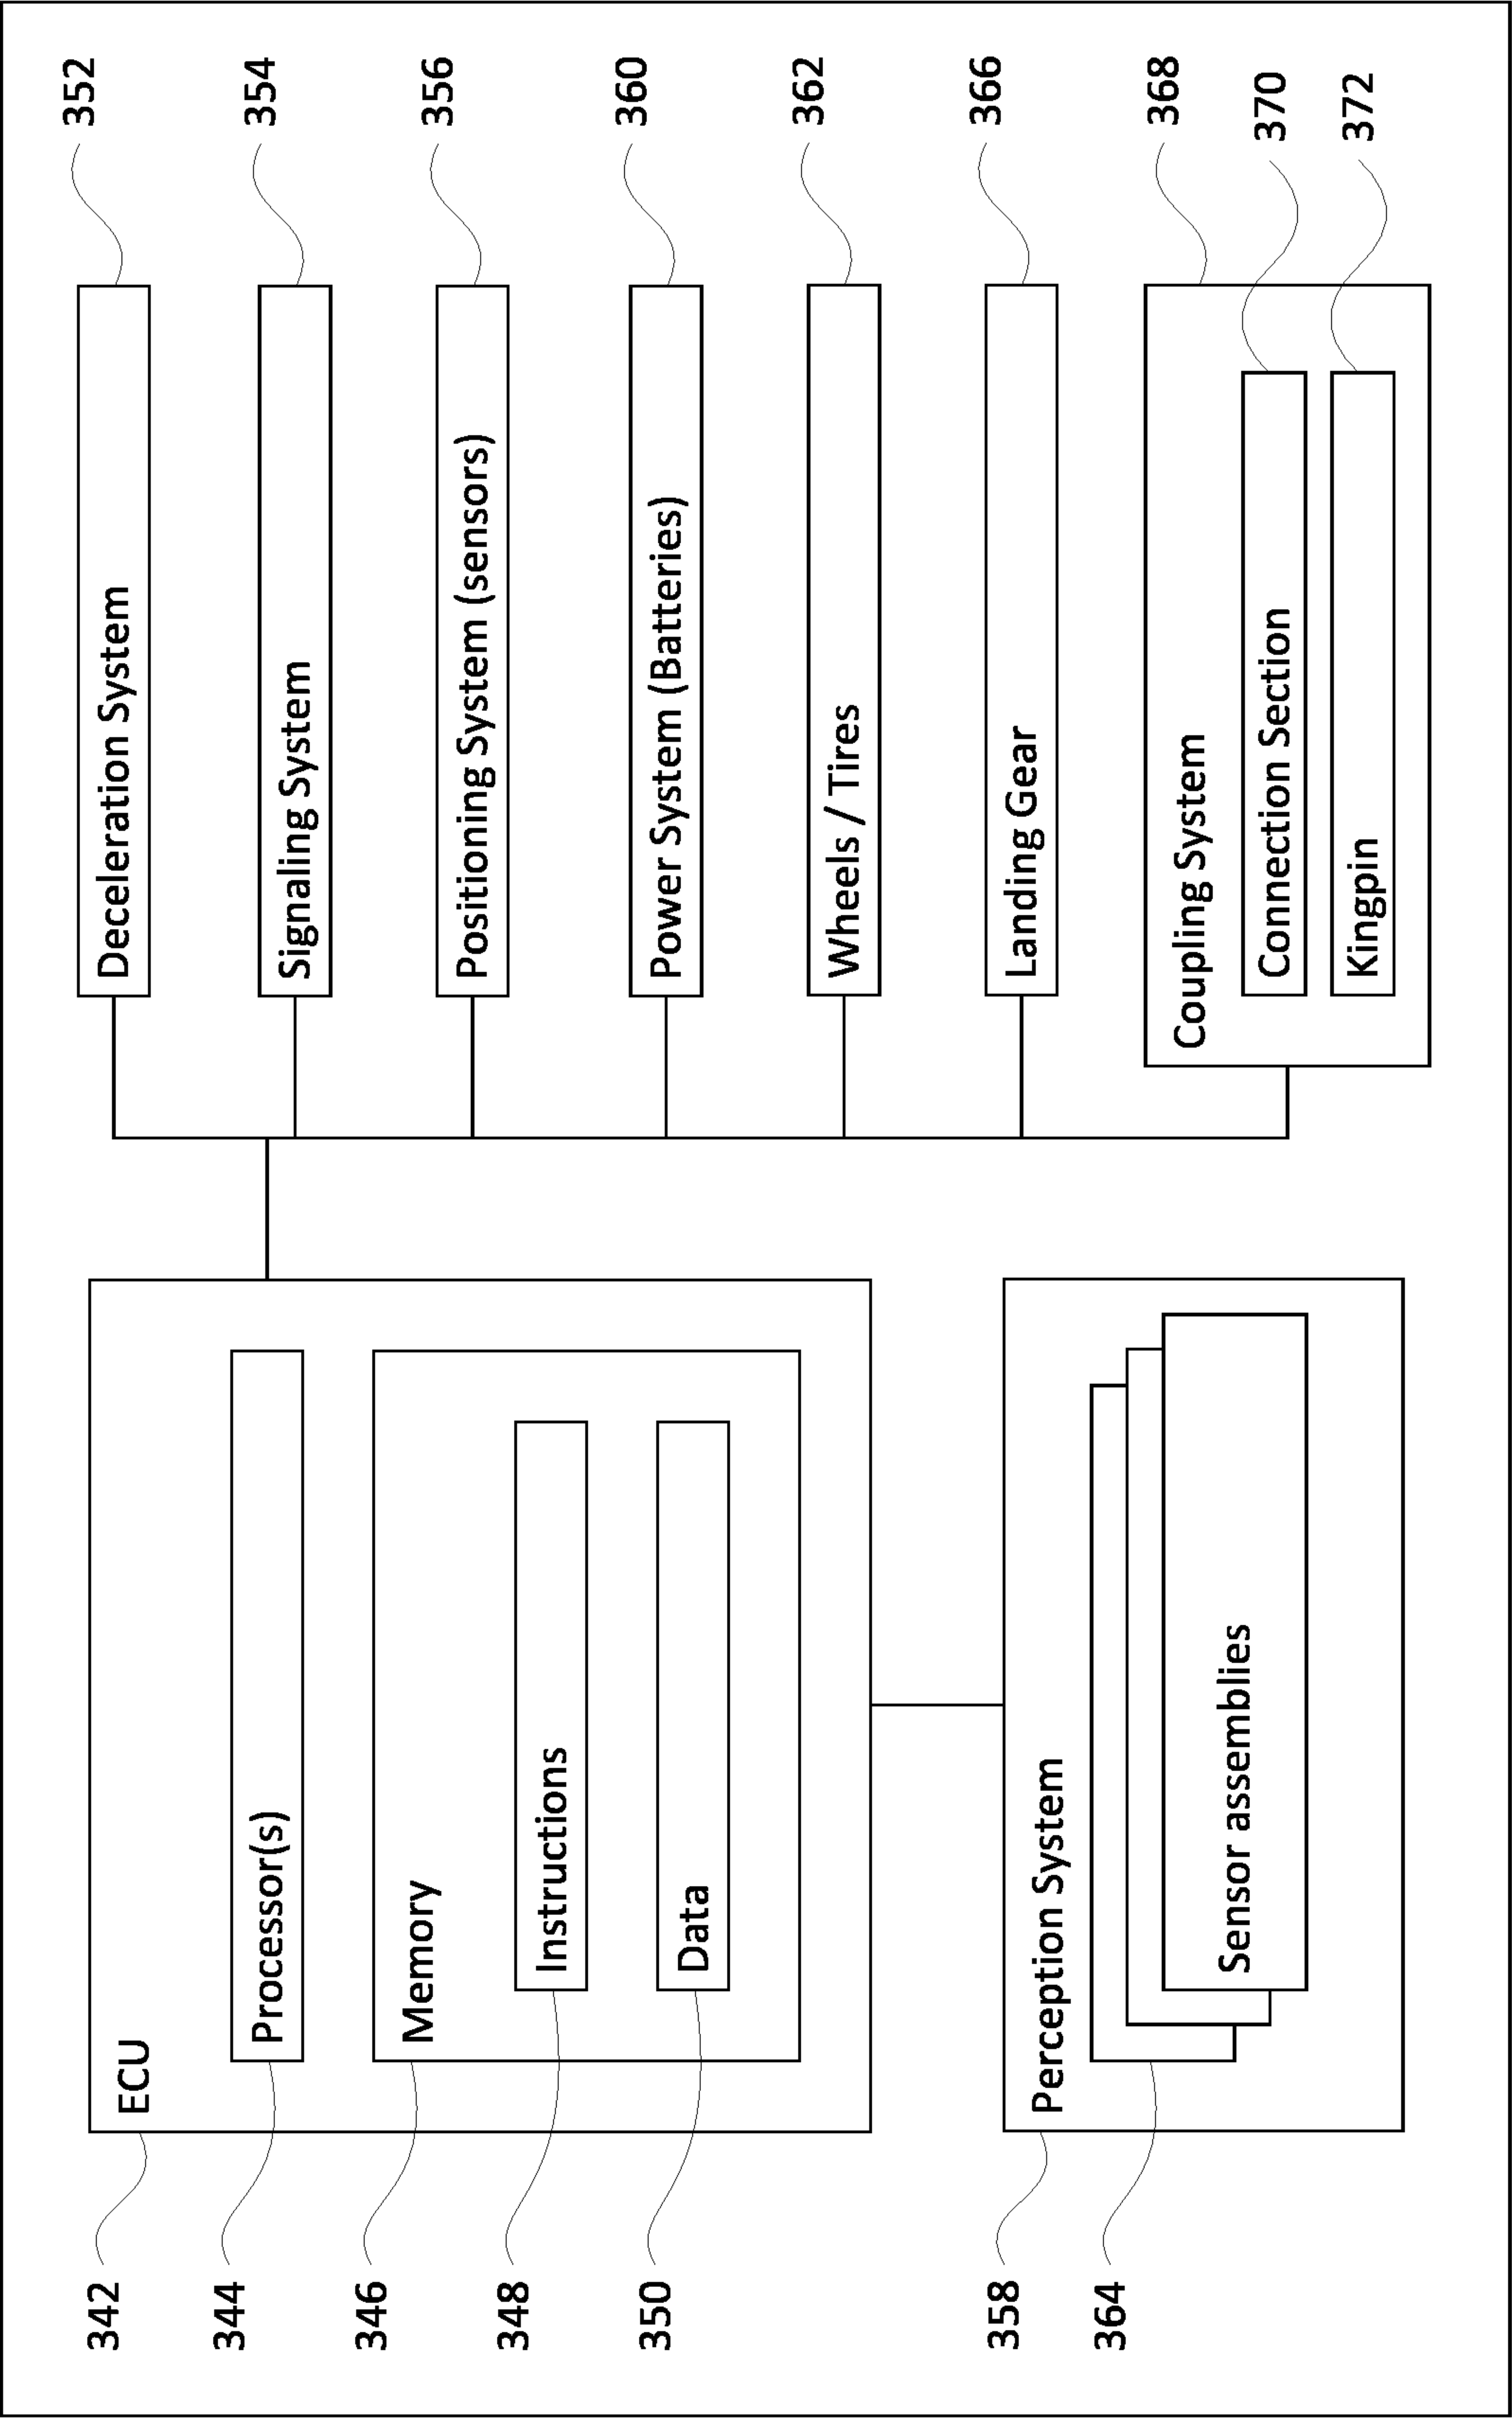 342
ECU
344
Processor(s)
346
Memory
348
Instructions
350
Data
358
Perception System
364
Sensor assemblies
Deceleration System
352
Signaling System
354
Positioning System (sensors)
356
Power System (Batteries)
360
Wheels / Tires
362
Landing Gear
366
Coupling System
368
Connection Section
370
Kingpin
372